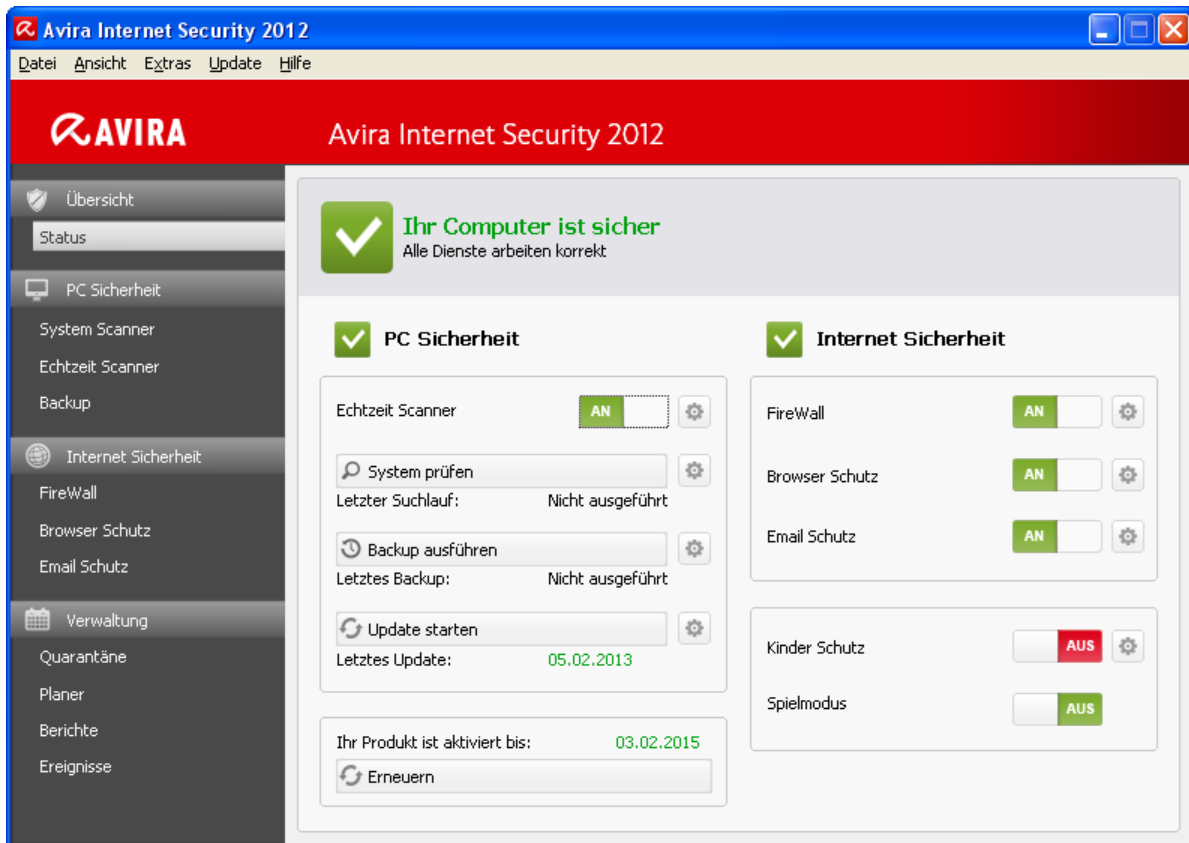 Avira Internet Security 2012
Datei Ansicht Extras Update Hilfe
AVIRA
Avira Internet Security 2012
Übersicht
Status
PC Sicherheit
System Scanner
Echtzeit Scanner
Backup
Internet Sicherheit
FireWall
Browser Schutz
Email Schutz
Verwaltung
Quarantäne
Planer
Berichte
Ereignisse
Ihr Computer ist sicher
Alle Dienste arbeiten korrekt
PC Sicherheit
Echtzeit Scanner AN
System prüfen
Letzter Suchlauf: Nicht ausgeführt
Backup ausführen
Letztes Backup: Nicht ausgeführt
Update starten
Letztes Update: 05.02.2013
Ihr Produkt ist aktiviert bis: 03.02.2015
Erneuern
Internet Sicherheit
FireWall AN
Browser Schutz AN
Email Schutz AN
Kinder Schutz AUS
Spielmodus AUS